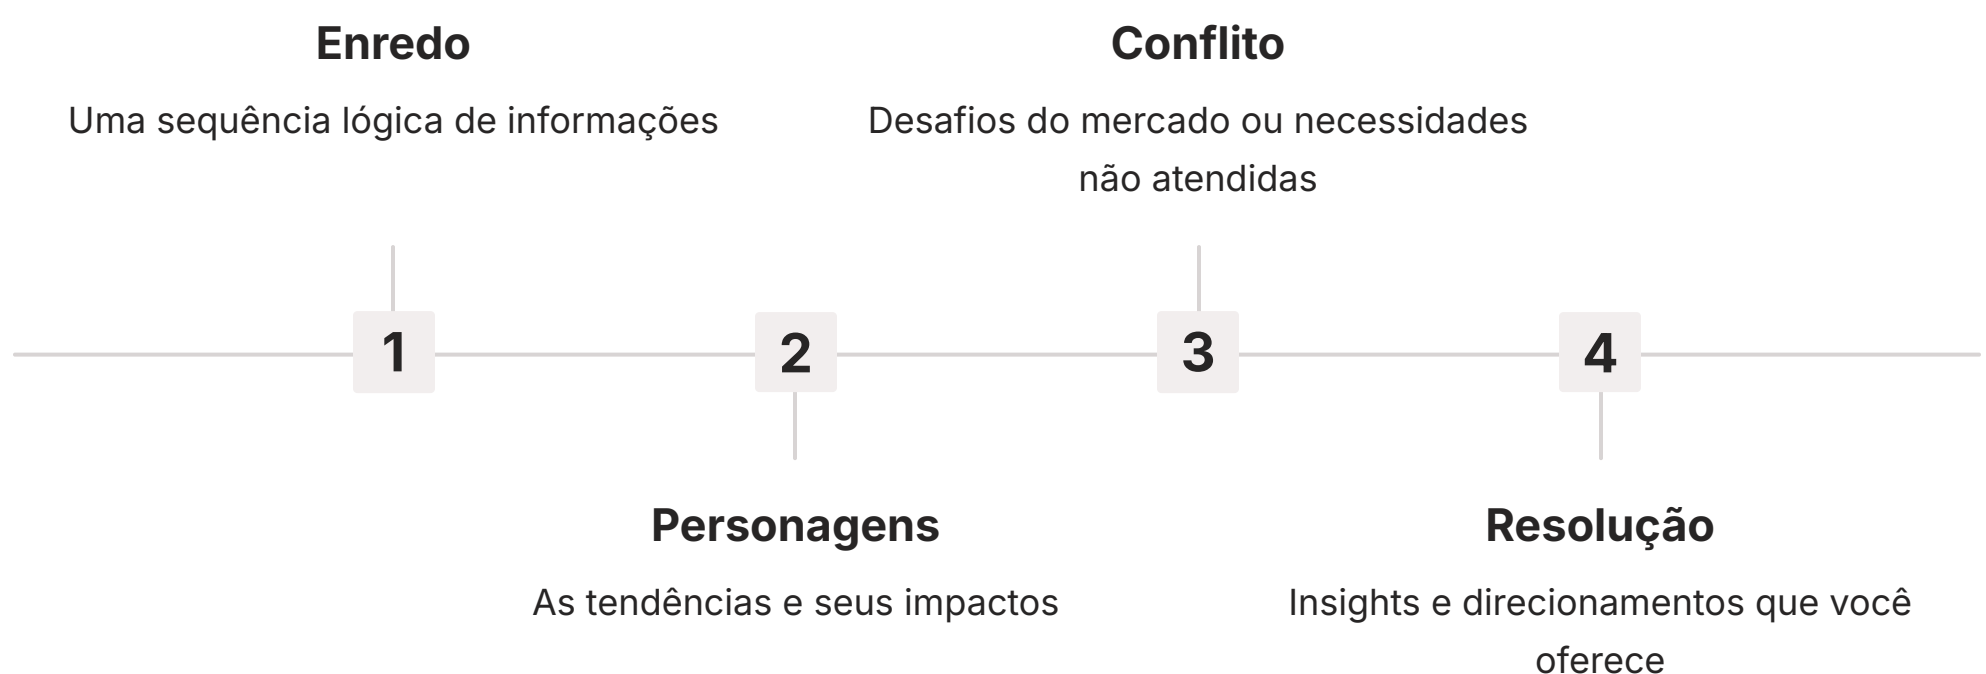 Enredo
Uma sequência lógica de informações
Conflito
Desafios do mercado ou necessidades
não atendidas
1
2
3
4
Personagens
As tendências e seus impactos
Resolução
Insights e direcionamentos que você
oferece